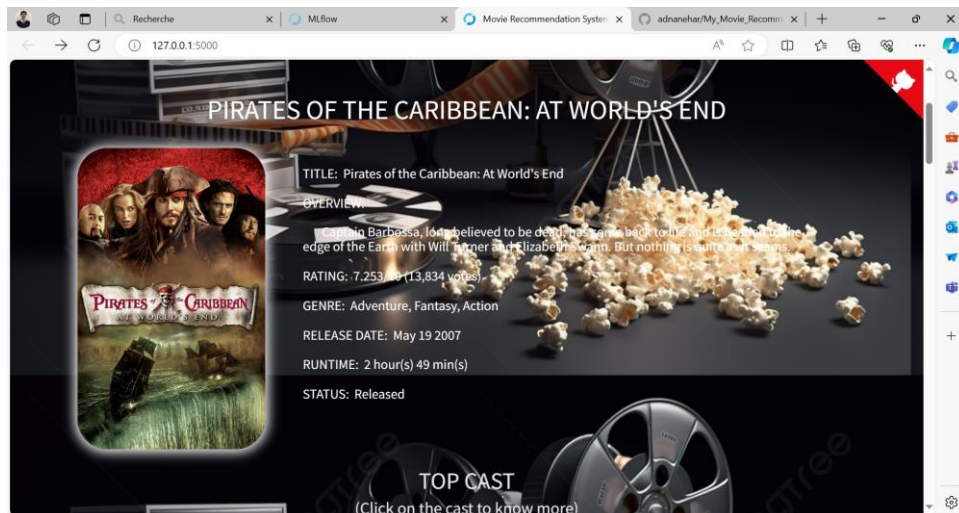 Recherche
MLflow
Movie Recommendation System
adnanehar/My_Movie_Recomm
127.0.0.1:5000
PIRATES OF THE CARIBBEAN: AT WORLD'S END
TITLE: Pirates of the Caribbean: At World's End
OVERVIEW:
Captain Barbossa, long believed to be dead, has come back to life and is headed to the
edge of the Earth with Will Turner and Elizabeth Swann. But nothing is quite as it seems.
RATING: 7.253/10 (13,834 votes)
GENRE: Adventure, Fantasy, Action
RELEASE DATE: May 19 2007
RUNTIME: 2 hour(s) 49 min(s)
STATUS: Released
PIRATES of the CARIBBEAN
AT WORLD'S END
TOP CAST
(Click on the cast to know more)